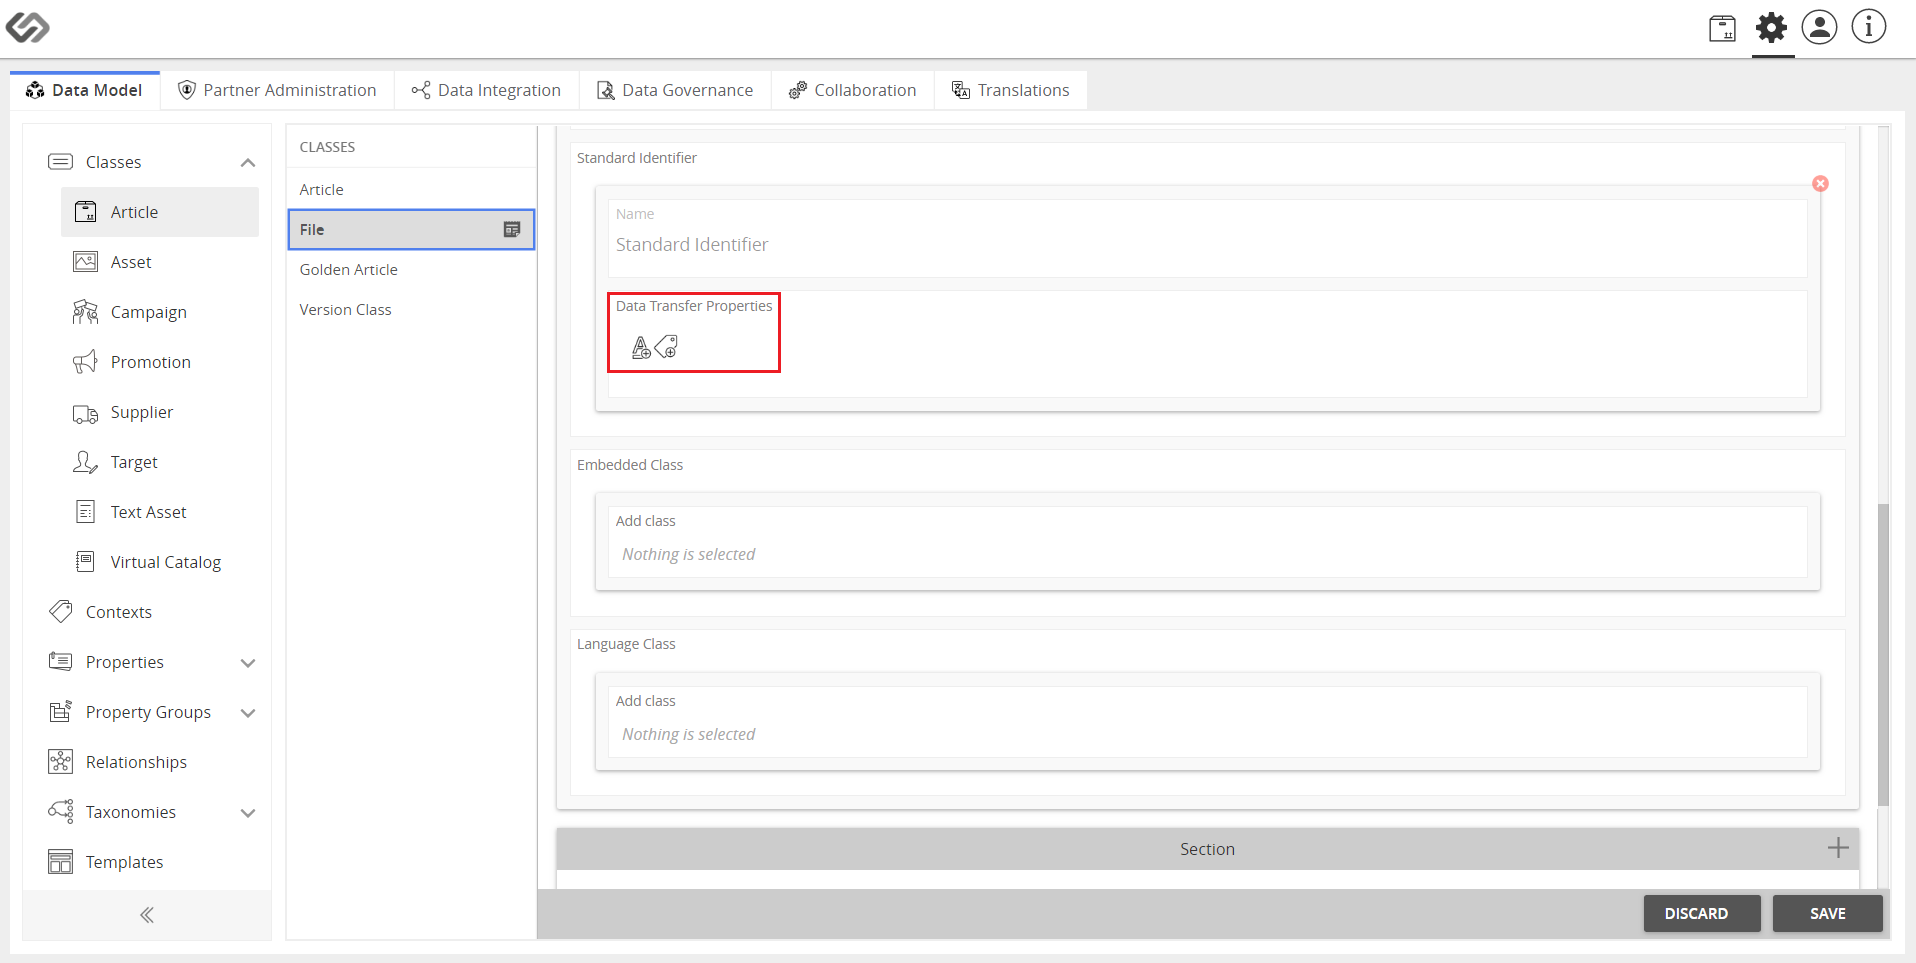 Data Model
Partner Administration
Data Integration
Data Governance
Collaboration
Translations
Classes
Article
Asset
Campaign
Promotion
Supplier
Target
Text Asset
Virtual Catalog
Contexts
Properties
Property Groups
Relationships
Taxonomies
Templates
CLASSES
Article
File
Golden Article
Version Class
Standard Identifier
Name
Standard Identifier
Data Transfer Properties
Embedded Class
Add class
Nothing is selected
Language Class
Add class
Nothing is selected
Section
DISCARD
SAVE